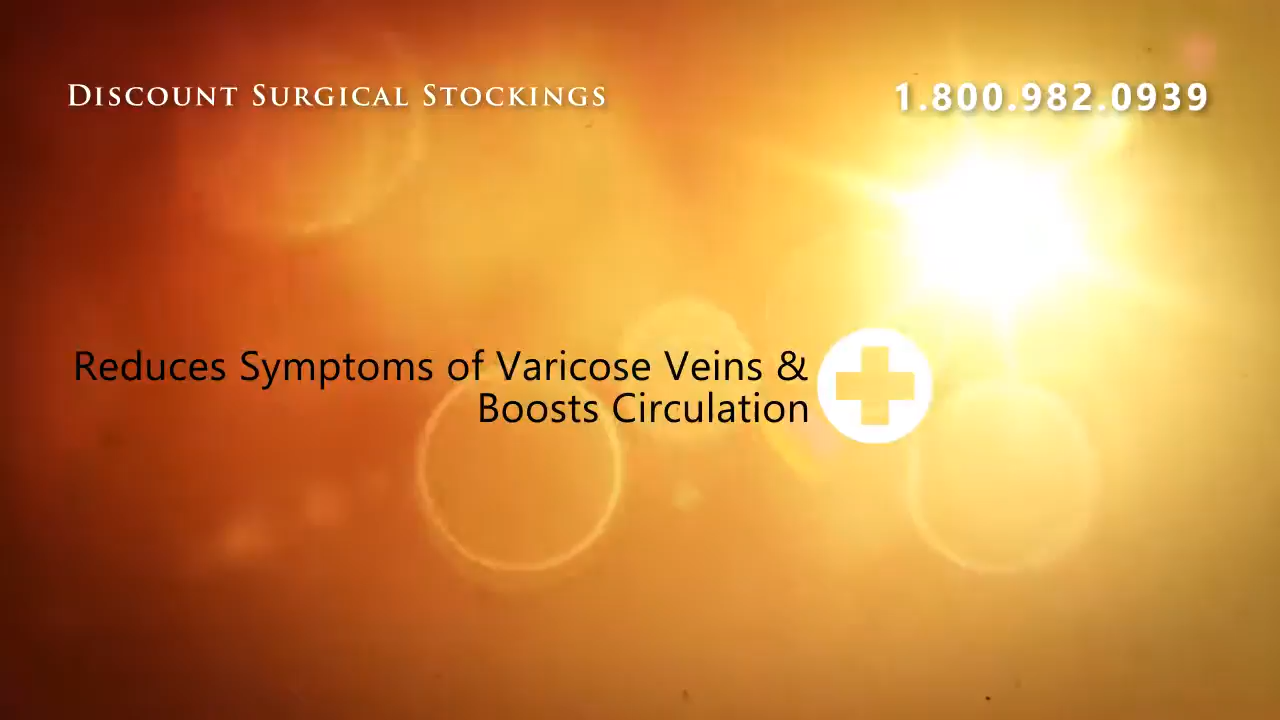 Discount Surgical Stockings
1.800.982.0939
Reduces Symptoms of Varicose Veins &
Boosts Circulation